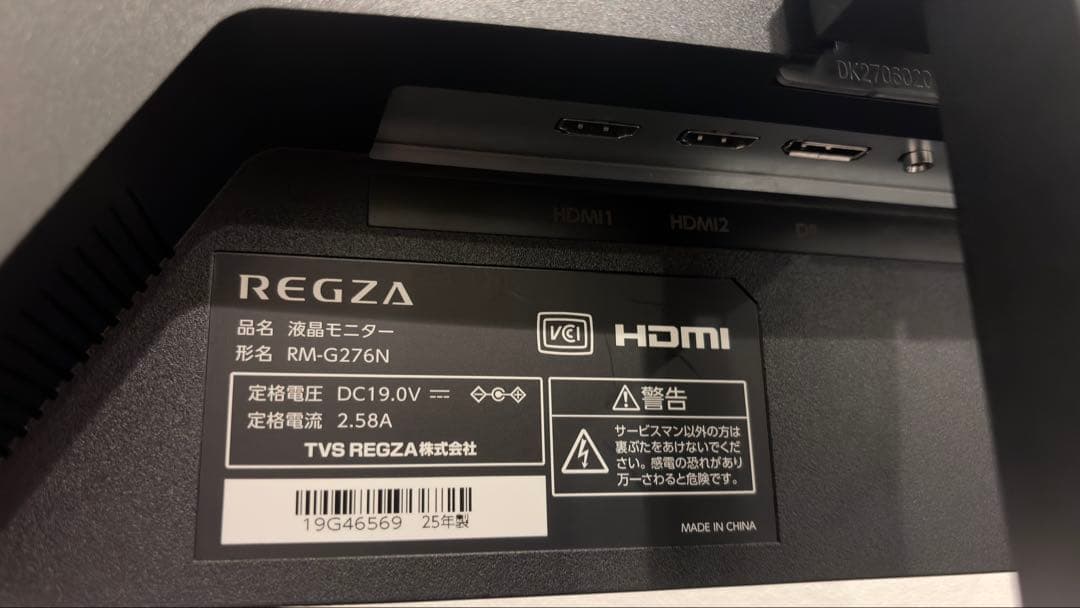 DK2706020
HDMI1
HDMI2
DP
REGZA
品名 液晶モニター
形名 RM-G276N
VCCI
HDMI
定格電圧 DC19.0V
定格電流 2.58A
TVS REGZA株式会社
警告
サービスマン以外の方は
裏ぶたをあけないでくだ
さい。感電の恐れがあり
万一さわると危険です。
19G46569 25年製
MADE IN CHINA